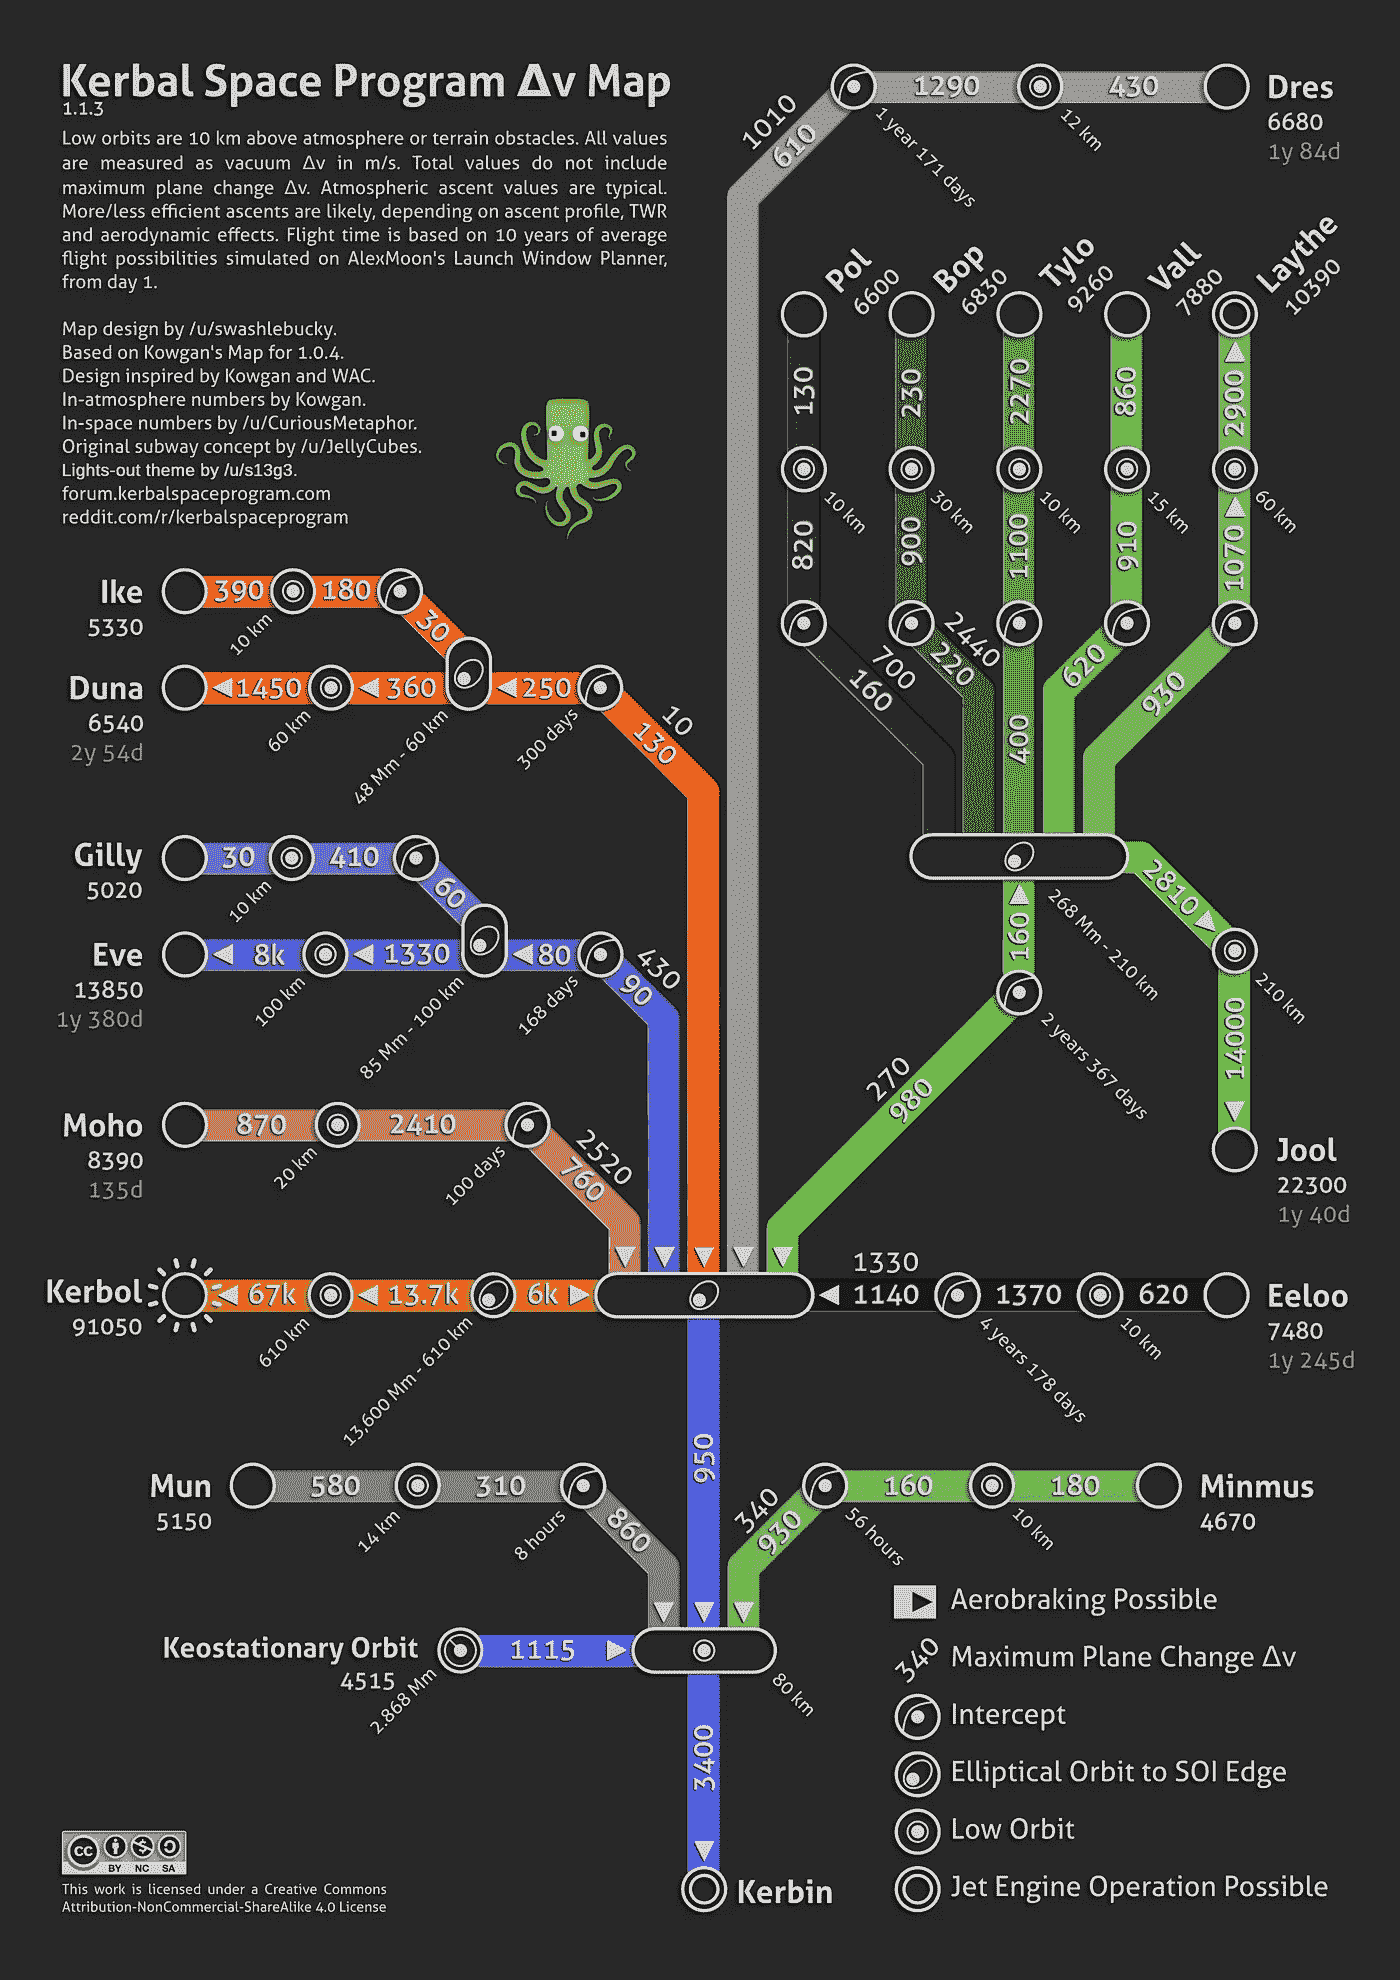 Kerbal Space Program Δv Map
1.1.3
Low orbits are 10 km above atmosphere or terrain obstacles. All values
are measured as vacuum Δv in m/s. Total values do not include
maximum plane change Δv. Atmospheric ascent values are typical.
More/less efficient ascents are likely, depending on ascent profile, TWR
and aerodynamic effects. Flight time is based on 10 years of average
flight possibilities simulated on AlexMoon's Launch Window Planner,
from day 1.
Map design by /u/swashlebucky.
Based on Kowgan's Map for 1.0.4.
Design inspired by Kowgan and WAC.
In-atmosphere numbers by Kowgan.
In-space numbers by /u/CuriousMetaphor.
Original subway concept by /u/JellyCubes.
Lights-out theme by /u/s13g3.
forum.kerbalspaceprogram.com
reddit.com/r/kerbalspaceprogram
1010
610
1290
430
1 year 171 days
12 km
Dres
6680
1y 84d
Pol
6600
Bop
6830
Tylo
9260
Vall
7880
Laythe
10390
130
230
2270
860
2900
10 km
30 km
10 km
15 km
60 km
820
900
1100
910
1070
700
160
2440
220
400
620
930
268 Mm - 210 km
160
2810
210 km
14000
Jool
22300
1y 40d
2 years 367 days
270
980
Ike
5330
390
180
30
10 km
Duna
6540
2y 54d
1450
360
250
60 km
48 Mm - 60 km
300 days
10
130
Gilly
5020
30
410
60
10 km
Eve
13850
1y 380d
8k
1330
80
100 km
85 Mm - 100 km
168 days
430
90
Moho
8390
135d
870
2410
20 km
100 days
2520
760
Kerbol
91050
67k
13.7k
6k
610 km
13,600 Mm - 610 km
1330
1140
1370
620
4 years 178 days
10 km
Eeloo
7480
1y 245d
950
Mun
5150
580
310
860
14 km
8 hours
340
930
160
180
56 hours
10 km
Minmus
4670
Keostationary Orbit
4515
2.868 Mm
1115
80 km
3400
Kerbin
Aerobraking Possible
340
Maximum Plane Change Δv
Intercept
Elliptical Orbit to SOI Edge
Low Orbit
Jet Engine Operation Possible
cc
BY NC SA
This work is licensed under a Creative Commons
Attribution-NonCommercial-ShareAlike 4.0 License